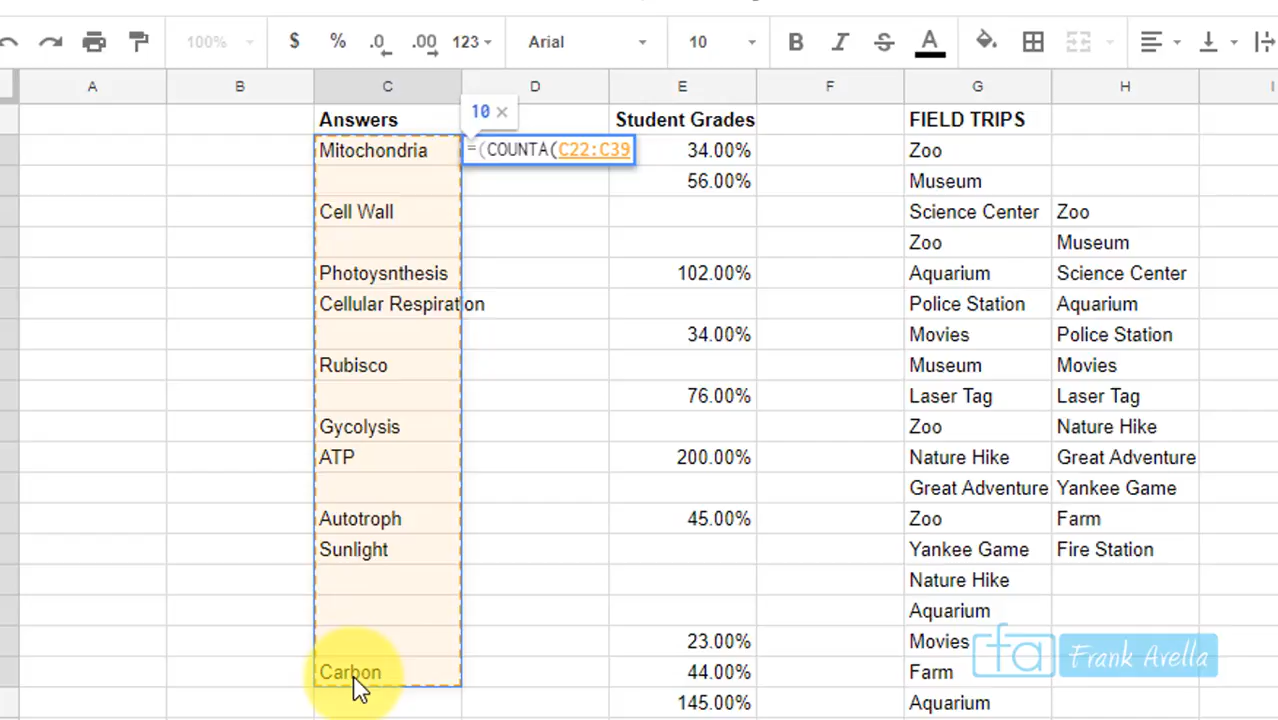 100% $ % .0 .00 123 Arial 10 B I S A
A B C D E F G H I
10 ×
Answers Student Grades FIELD TRIPS
Mitochondria =(COUNTA(C22:C39 34.00% Zoo
56.00% Museum
Cell Wall Science Center Zoo
Zoo Museum
Photoysnthesis 102.00% Aquarium Science Center
Cellular Respiration Police Station Aquarium
34.00% Movies Police Station
Rubisco Museum Movies
76.00% Laser Tag Laser Tag
Gycolysis Zoo Nature Hike
ATP 200.00% Nature Hike Great Adventure
Great Adventure Yankee Game
Autotroph 45.00% Zoo Farm
Sunlight Yankee Game Fire Station
Nature Hike
Aquarium
23.00% Movies
fa Frank Avella
Carbon 44.00% Farm
145.00% Aquarium